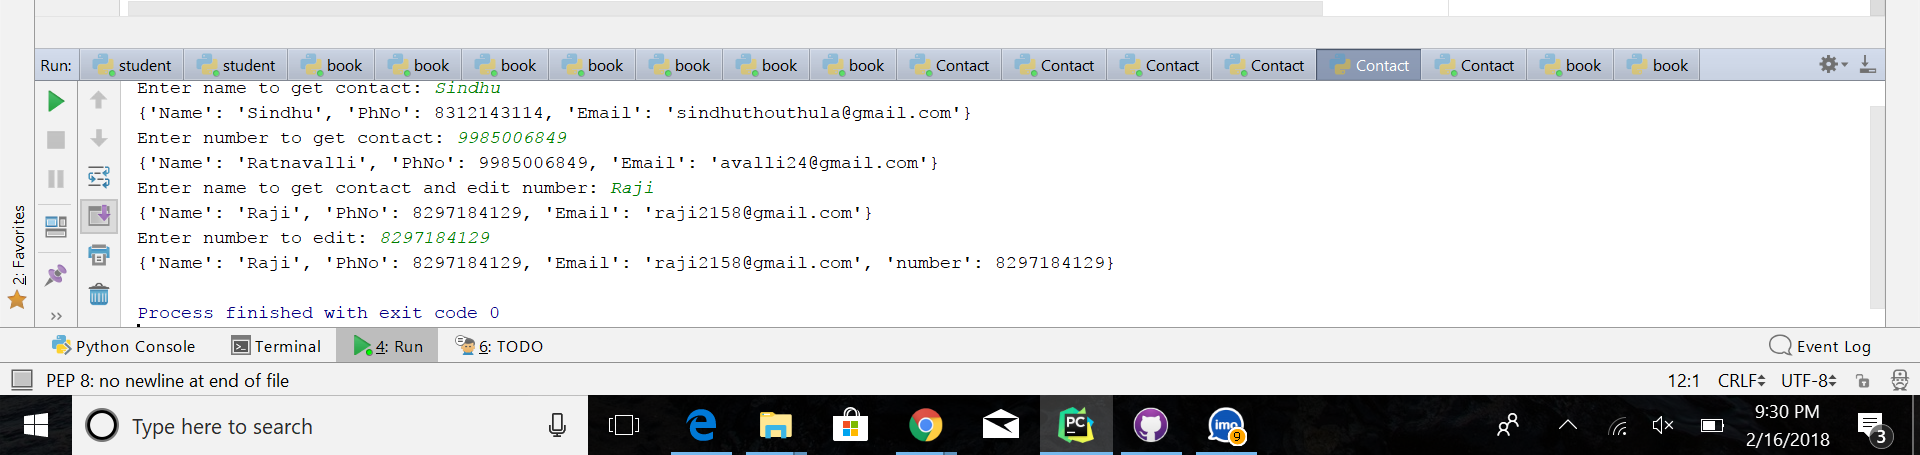 Run: student student book book book book book book book Contact Contact Contact Contact Contact Contact book book
Enter name to get contact: Sindhu
{'Name': 'Sindhu', 'PhNo': 8312143114, 'Email': 'sindhuthouthula@gmail.com'}
Enter number to get contact: 9985006849
{'Name': 'Ratnavalli', 'PhNo': 9985006849, 'Email': 'avalli24@gmail.com'}
Enter name to get contact and edit number: Raji
{'Name': 'Raji', 'PhNo': 8297184129, 'Email': 'raji2158@gmail.com'}
Enter number to edit: 8297184129
{'Name': 'Raji', 'PhNo': 8297184129, 'Email': 'raji2158@gmail.com', 'number': 8297184129}
Process finished with exit code 0
2: Favorites
>>
Python Console Terminal 4: Run 6: TODO Event Log
PEP 8: no newline at end of file 12:1 CRLF UTF-8
Type here to search PC imo 9 9:30 PM
2/16/2018 3